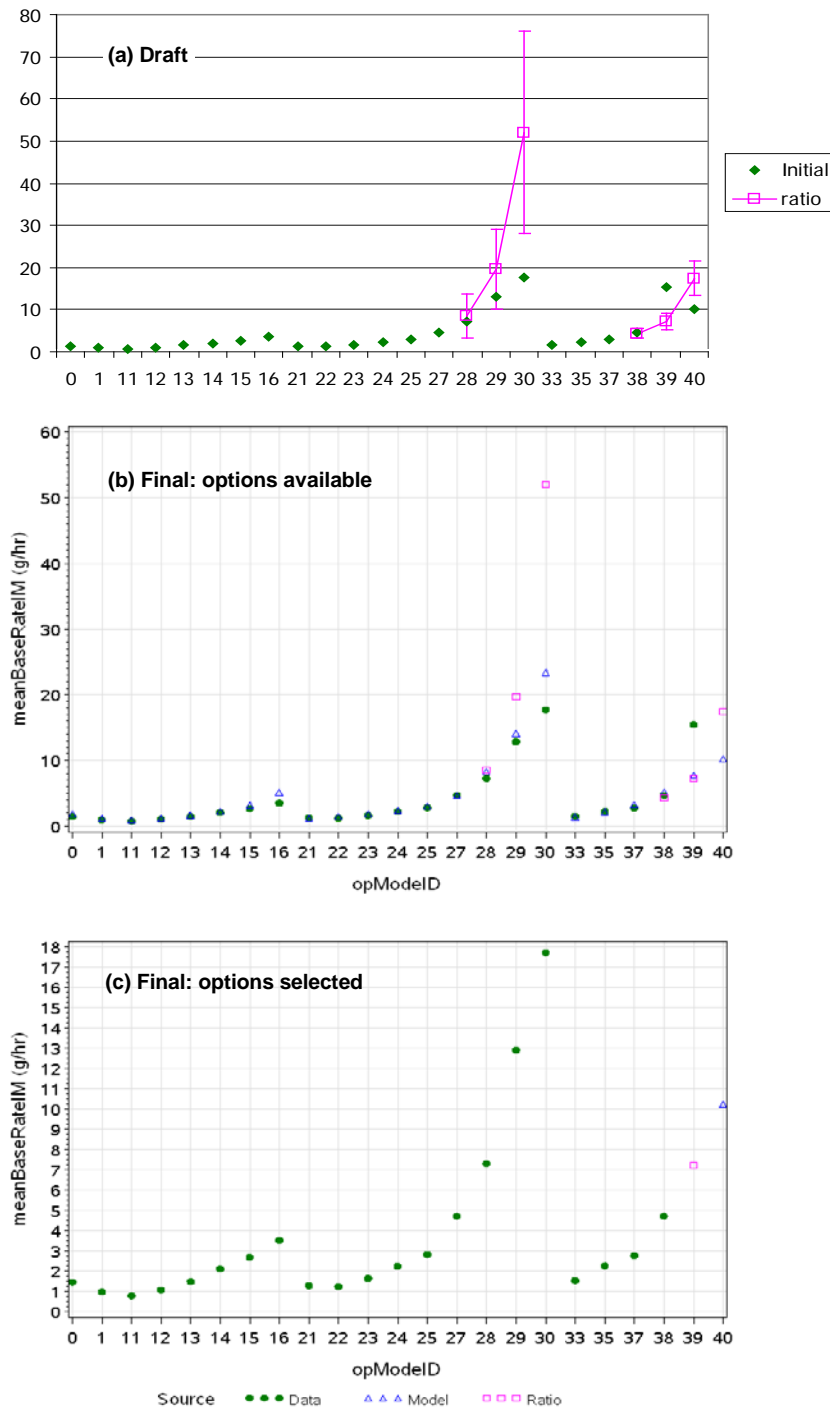 80
(a) Draft
70
60
50
40
30
20
10
0
Initial
ratio
0 1 11 12 13 14 15 16 21 22 23 24 25 27 28 29 30 33 35 37 38 39 40
60
(b) Final: options available
50
40
30
20
10
0
meanBaseRateIM (g/hr)
0 1 11 12 13 14 15 16 21 22 23 24 25 27 28 29 30 33 35 37 38 39 40
opModeID
18
17
(c) Final: options selected
16
15
14
13
12
11
10
9
8
7
6
5
4
3
2
1
0
meanBaseRateIM (g/hr)
0 1 11 12 13 14 15 16 21 22 23 24 25 27 28 29 30 33 35 37 38 39 40
opModeID
Source Data Model Ratio